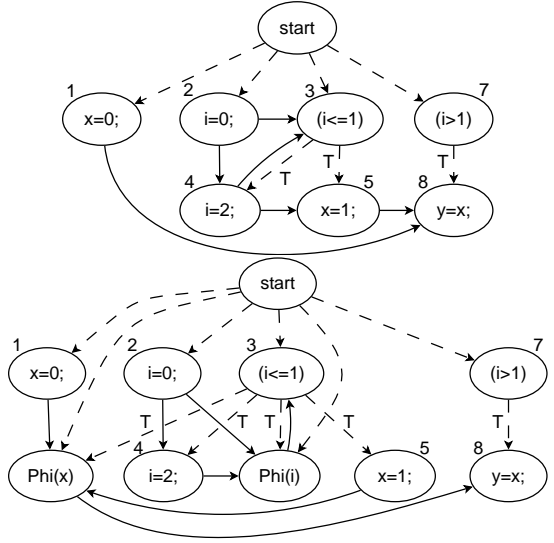 start
1 2 3 7
x=0; i=0; (i<=1) (i>1)
T T T
4 5 8
i=2; x=1; y=x;
start
1 2 3 7
x=0; i=0; (i<=1) (i>1)
T T T T T
4 5 8
Phi(x) i=2; Phi(i) x=1; y=x;